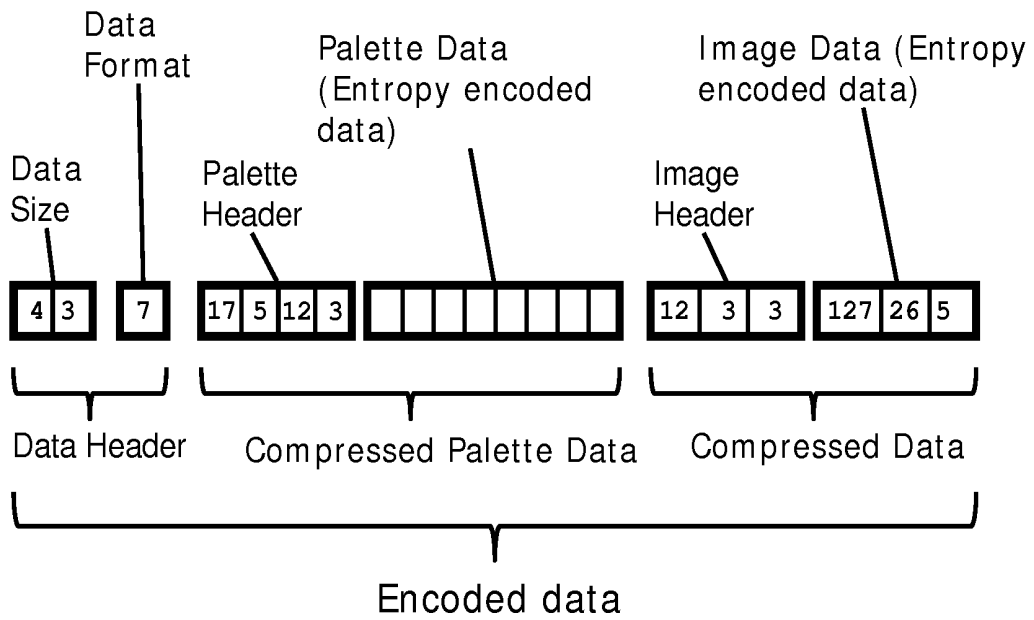 Data
Format
Palette Data
(Entropy encoded
data)
Image Data (Entropy
encoded data)
Data
Size
Palette
Header
Image
Header
4 3 7 17 5 12 3 12 3 3 127 26 5
Data Header
Compressed Palette Data
Compressed Data
Encoded data